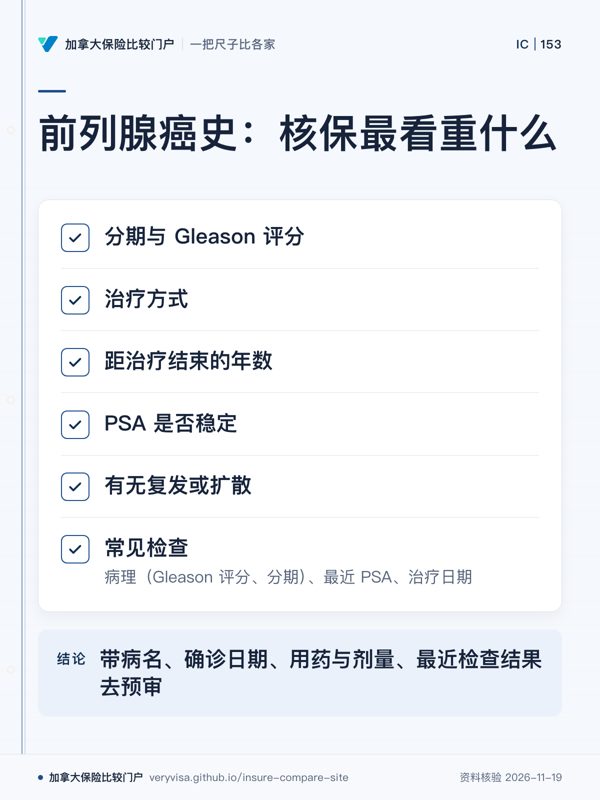 加拿大保险比较门户 | 一把尺子比各家
IC | 153
前列腺癌史：核保最看重什么
分期与 Gleason 评分
治疗方式
距治疗结束的年数
PSA 是否稳定
有无复发或扩散
常见检查
病理（Gleason 评分、分期）、最近 PSA、治疗日期
结论 带病名、确诊日期、用药与剂量、最近检查结果
去预审
加拿大保险比较门户 veryvisa.github.io/insure-compare-site
资料核验 2026-11-19